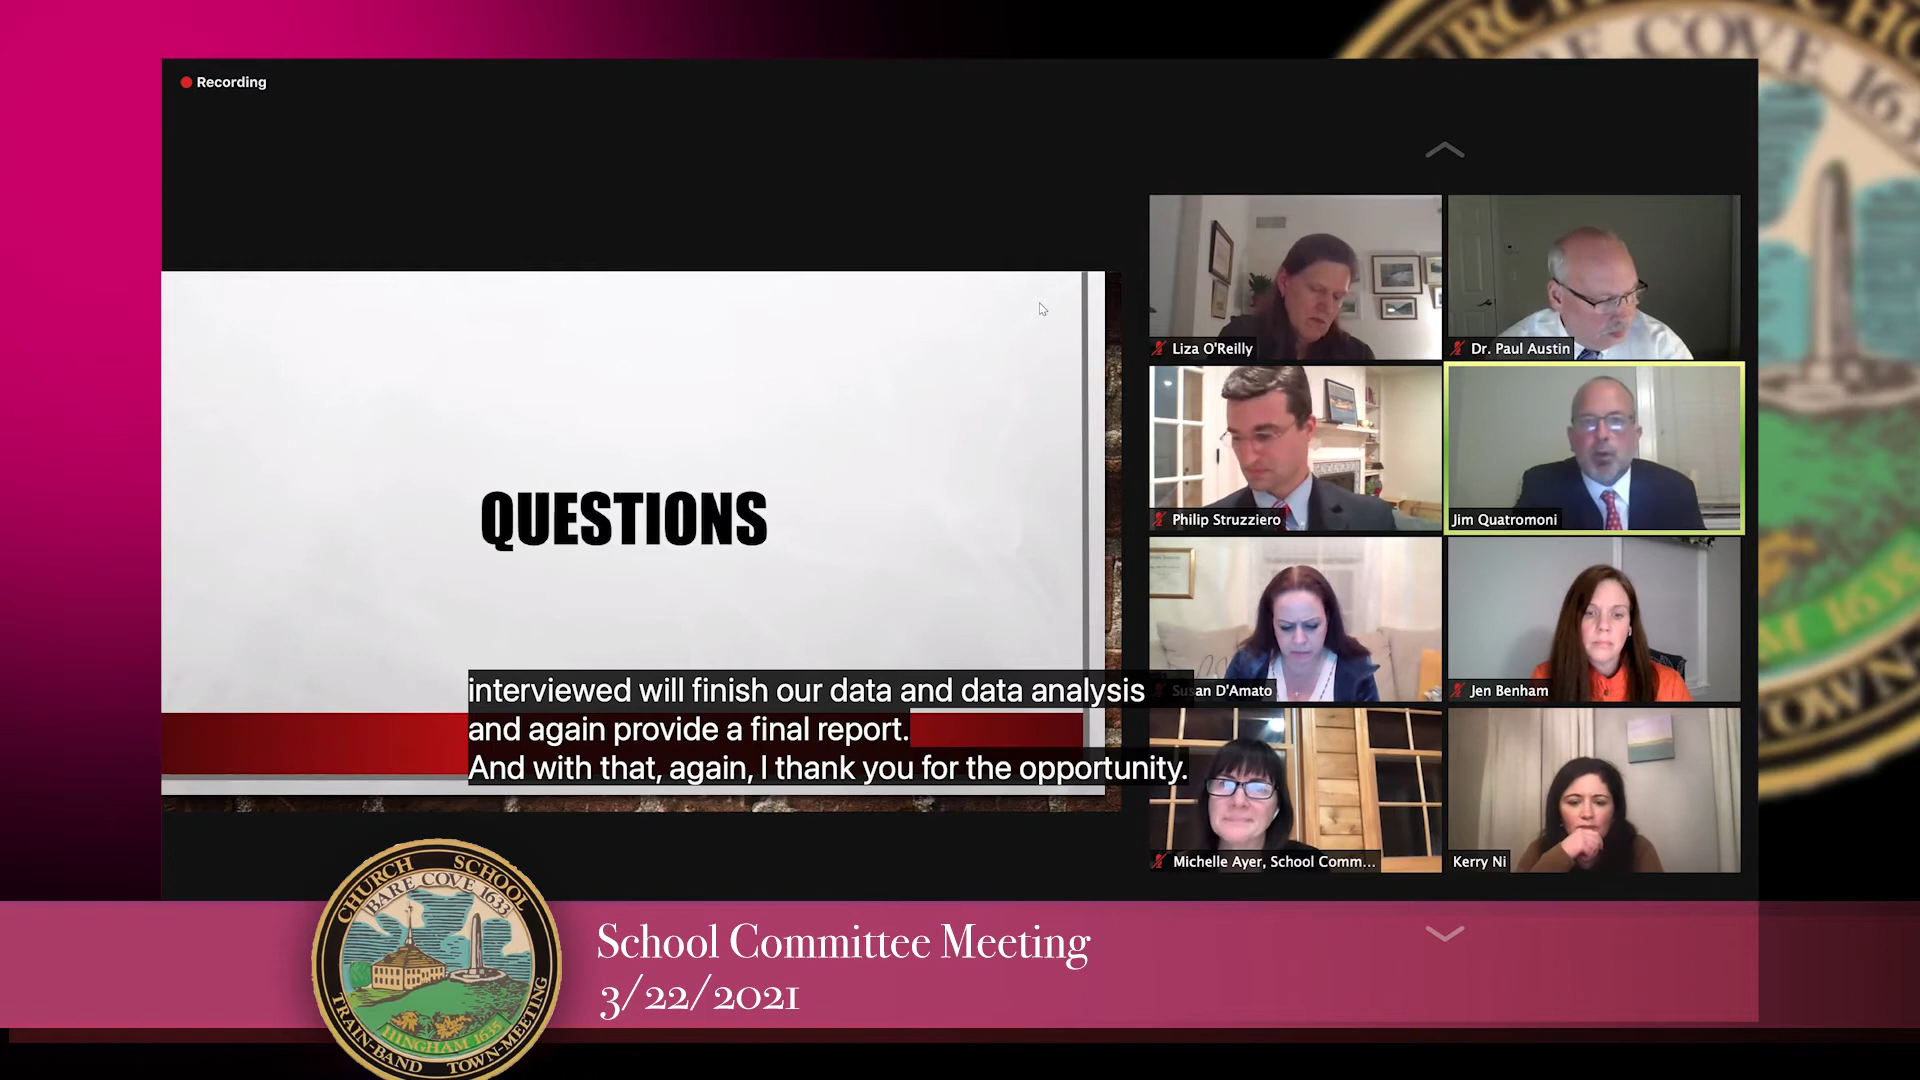 Recording
QUESTIONS
interviewed will finish our data and data analysis
and again provide a final report.
And with that, again, I thank you for the opportunity.
Liza O'Reilly
Dr. Paul Austin
Philip Struzziero
Jim Quatromoni
Susan D'Amato
Jen Benham
Michelle Ayer, School Comm...
Kerry Ni
School Committee Meeting
3/22/2021
CHURCH SCHOOL
BARE COVE 1633
HINGHAM 1635
TRAIN-BAND TOWN-MEETING